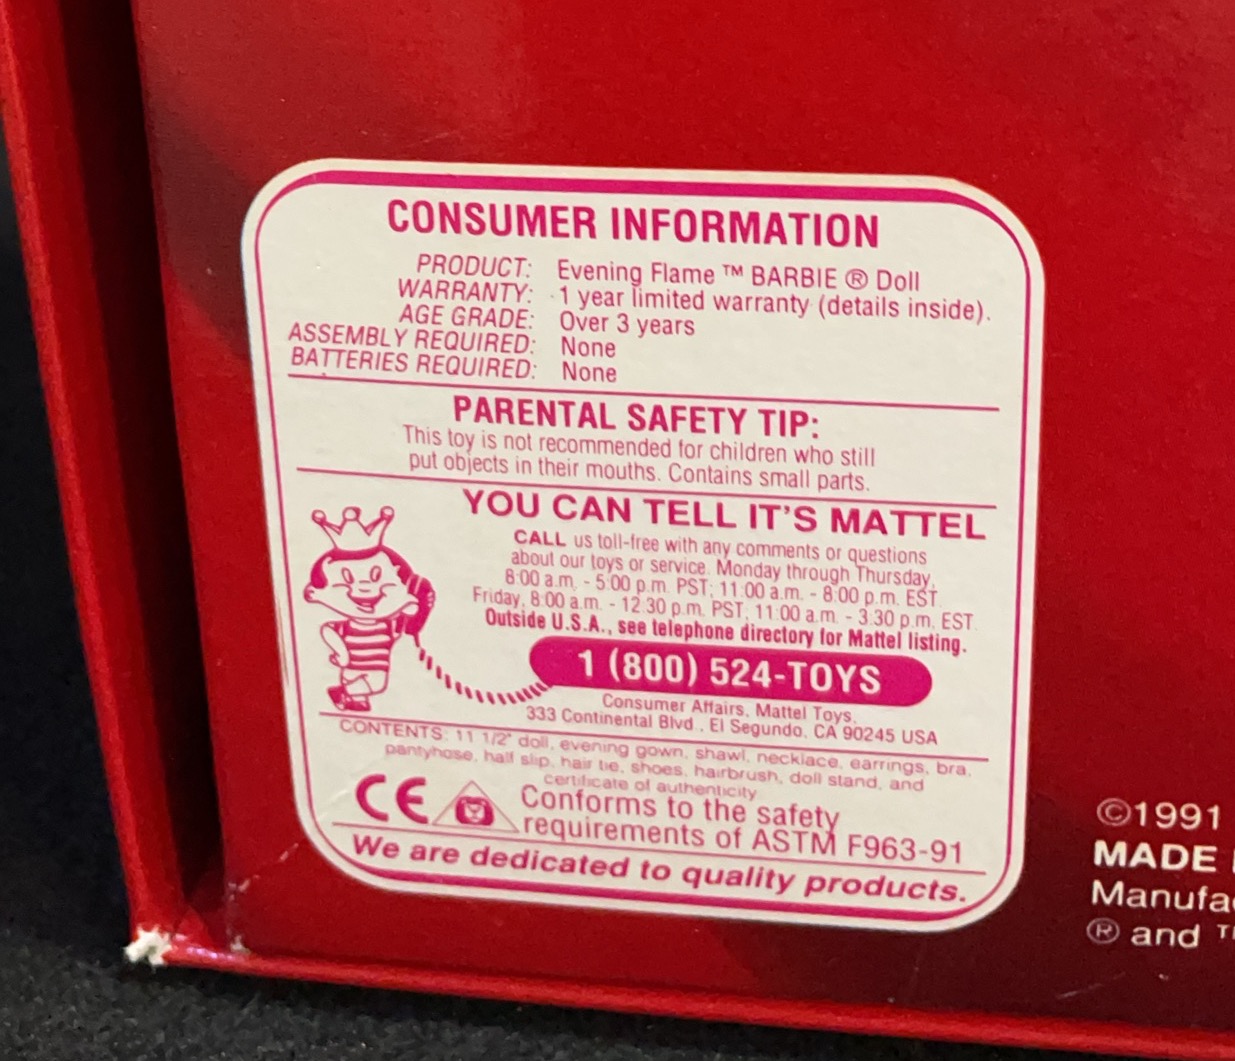 CONSUMER INFORMATION
PRODUCT: Evening Flame ™ BARBIE ® Doll
WARRANTY: 1 year limited warranty (details inside).
AGE GRADE: Over 3 years
ASSEMBLY REQUIRED: None
BATTERIES REQUIRED: None
PARENTAL SAFETY TIP:
This toy is not recommended for children who still
put objects in their mouths. Contains small parts.
YOU CAN TELL IT'S MATTEL
CALL us toll-free with any comments or questions
about our toys or service. Monday through Thursday,
8:00 a.m. - 5:00 p.m. PST; 11:00 a.m. - 8:00 p.m. EST.
Friday, 8:00 a.m. - 12:30 p.m. PST, 11:00 a.m. - 3:30 p.m. EST.
Outside U.S.A., see telephone directory for Mattel listing.
1 (800) 524-TOYS
Consumer Affairs, Mattel Toys,
333 Continental Blvd., El Segundo, CA 90245 USA
CONTENTS: 11 1/2" doll, evening gown, shawl, necklace, earrings, bra,
pantyhose, half slip, hair tie, shoes, hairbrush, doll stand, and
certificate of authenticity
CE Conforms to the safety
requirements of ASTM F963-91
We are dedicated to quality products.
©1991
MADE
Manufa
® and